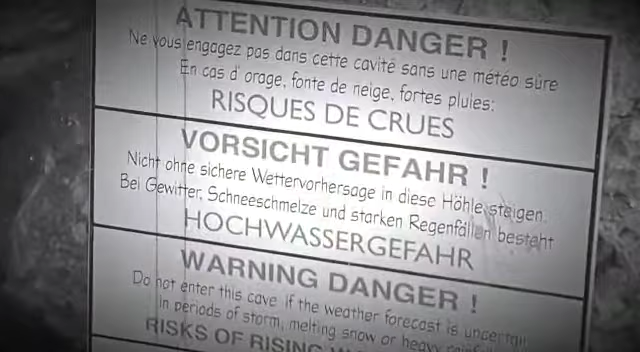 ATTENTION DANGER !
Ne vous engagez pas dans cette cavité sans une météo sûre
En cas d'orage, fonte de neige, fortes pluies:
RISQUES DE CRUES
VORSICHT GEFAHR !
Nicht ohne sichere Wettervorhersage in diese Höhle steigen.
Bei Gewitter, Schneeschmelze und starken Regenfällen besteht
HOCHWASSERGEFAHR
WARNING DANGER !
Do not enter this cave if the weather forecast is uncertain
in periods of storm, melting snow or heavy
RISKS OF RISING